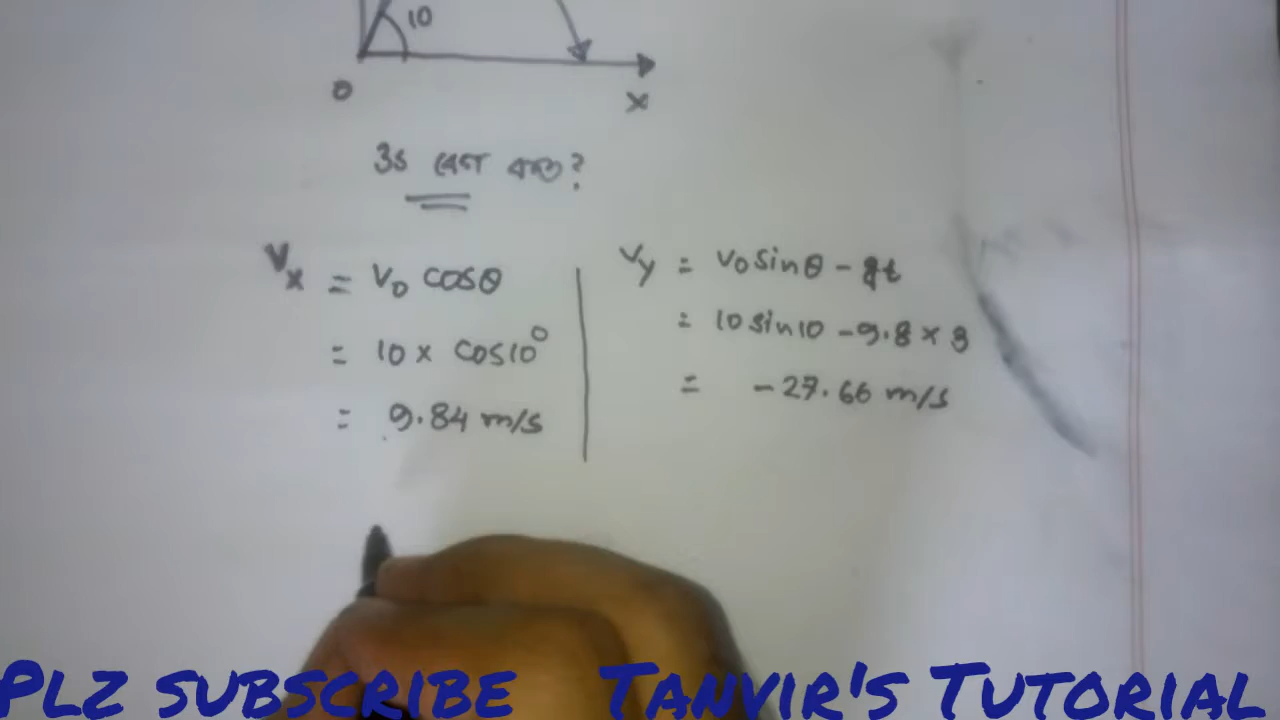 10
O
x
3s বেগ কত?
Vx = V0 cosθ
= 10 × cos10°
= 9.84 m/s
Vy = V0 sinθ - gt
= 10 sin10 - 9.8 × 3
= -27.66 m/s
Plz subscribe Tanvir's Tutorial